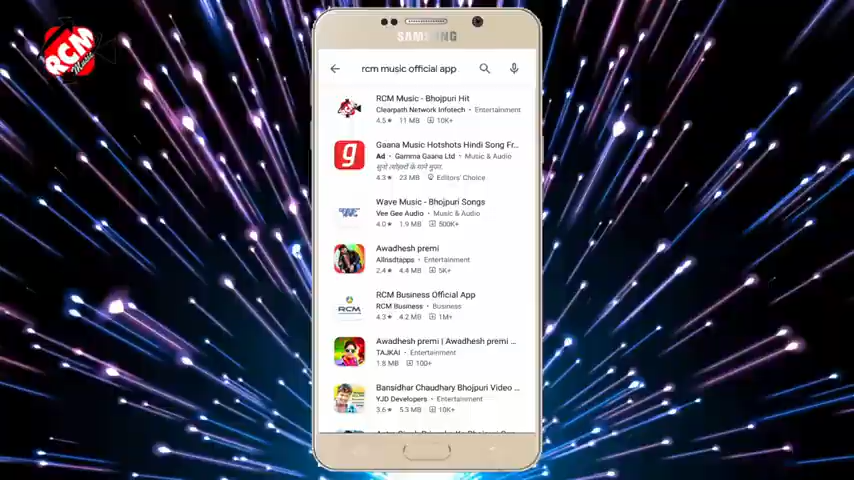 RCM
Music
SAMSUNG
rcm music official app
RCM Music - Bhojpuri Hit
Clearpath Network Infotech • Entertainment
4.5★ 11 MB 10K+
Gaana Music Hotshots Hindi Song Fr...
Ad • Gamma Gaana Ltd • Music & Audio
4.3★ 23 MB Editors' Choice
Wave Music - Bhojpuri Songs
Vee Gee Audio • Music & Audio
4.0★ 1.9 MB 500K+
Awadhesh premi
Allnadtapps • Entertainment
2.4★ 4.4 MB 5K+
RCM Business Official App
RCM
RCM Business • Business
4.3★ 4.2 MB 1M+
Awadhesh premi | Awadhesh premi ...
TAJKAI • Entertainment
1.8 MB 100+
Bansidhar Chaudhary Bhojpuri Video ...
YJD Developers • Entertainment
3.6★ 5.3 MB 10K+